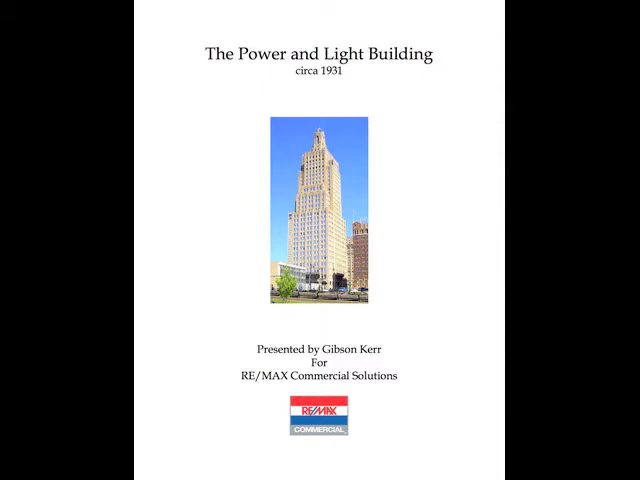 The Power and Light Building
circa 1931
Presented by Gibson Kerr
For
RE/MAX Commercial Solutions
RE/MAX
COMMERCIAL